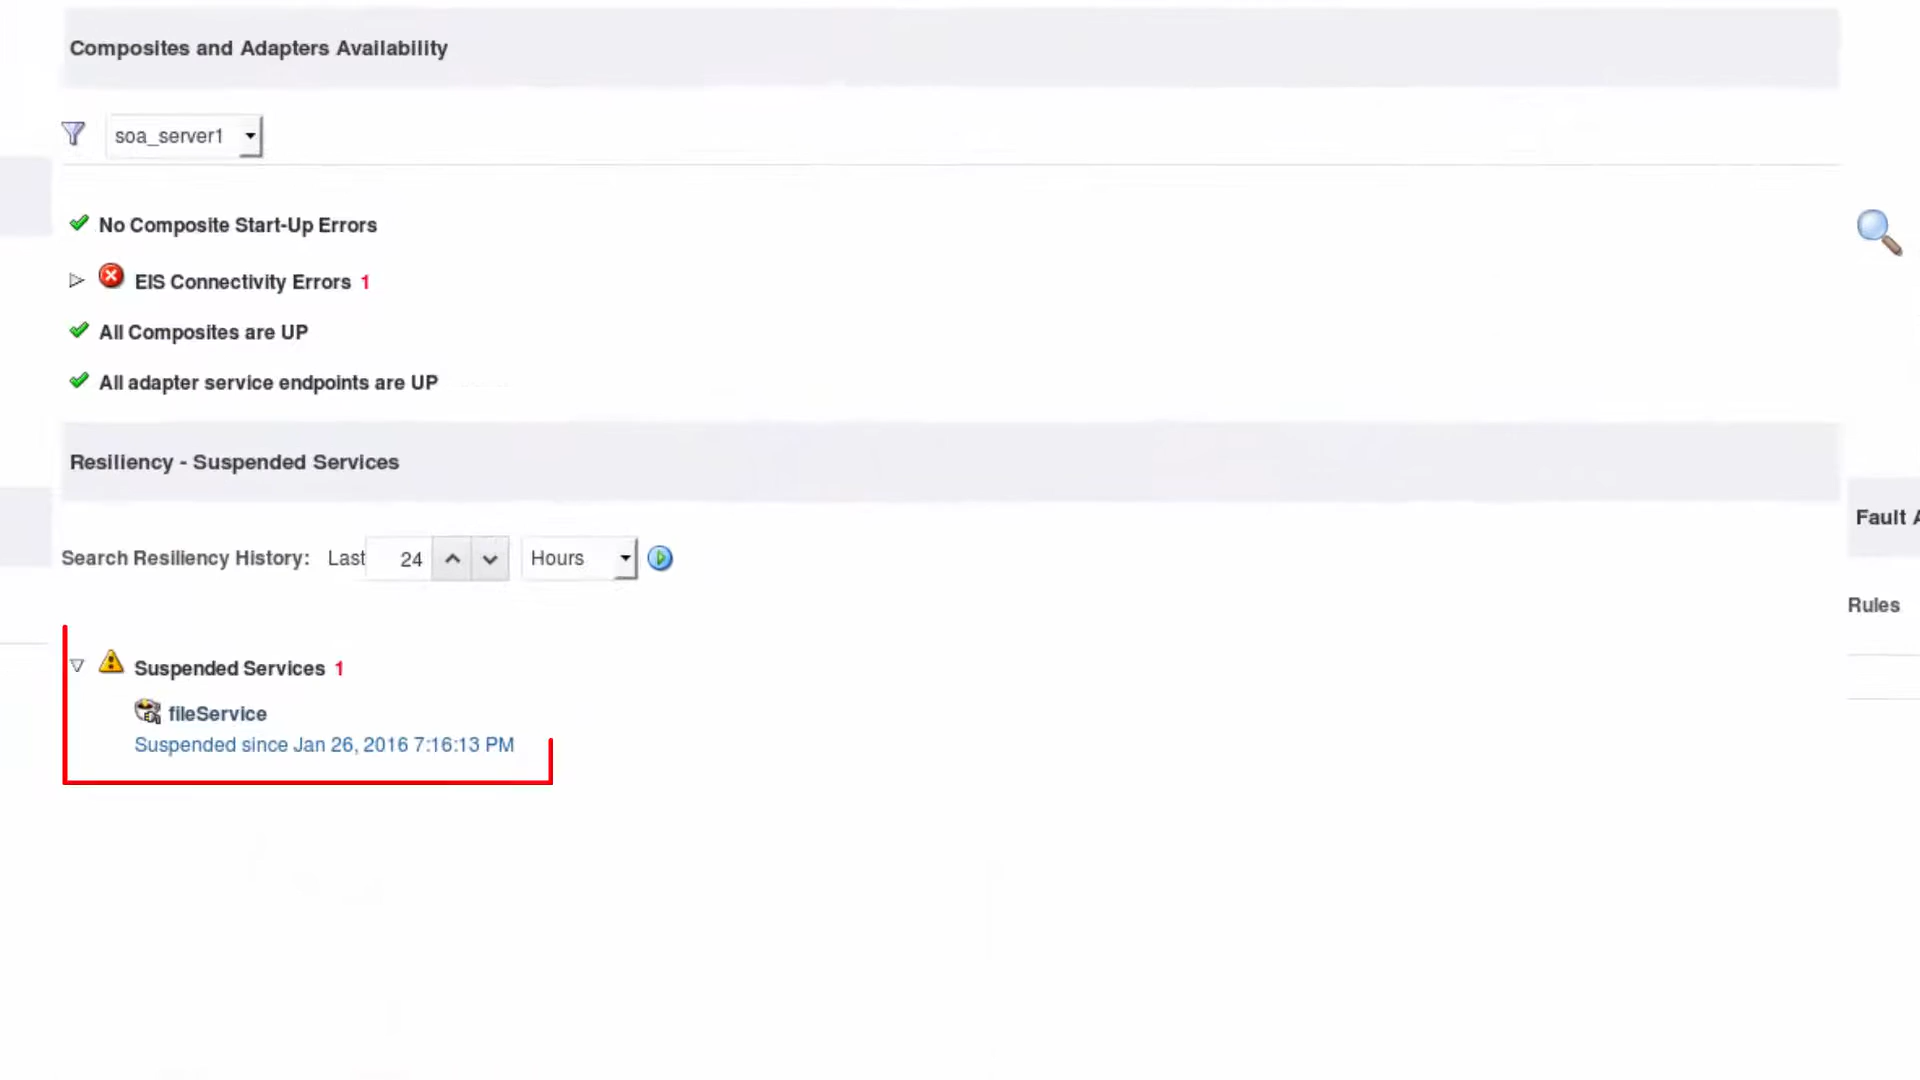 Composites and Adapters Availability
soa_server1
No Composite Start-Up Errors
EIS Connectivity Errors 1
All Composites are UP
All adapter service endpoints are UP
Resiliency - Suspended Services
Fault
Search Resiliency History: Last 24 Hours
Rules
Suspended Services 1
fileService
Suspended since Jan 26, 2016 7:16:13 PM